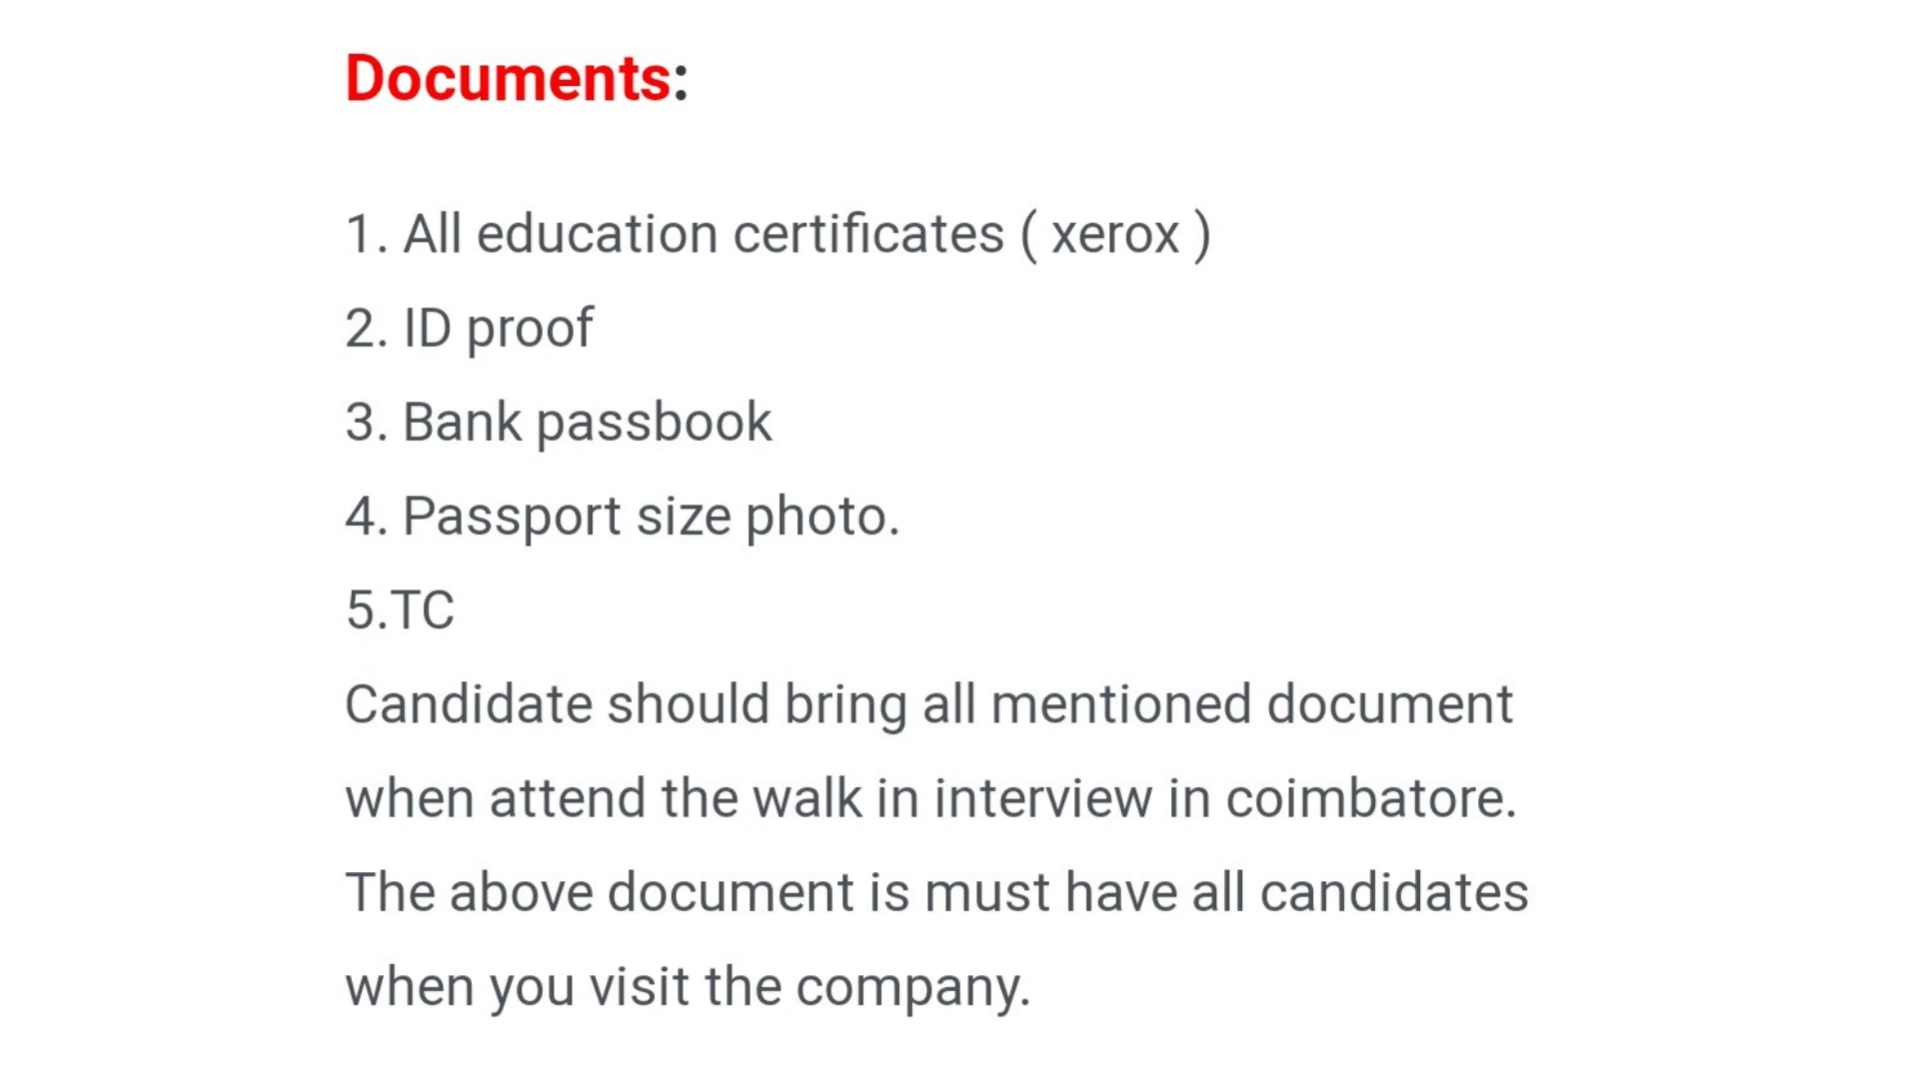 Documents:
1. All education certificates ( xerox )
2. ID proof
3. Bank passbook
4. Passport size photo.
5.TC
Candidate should bring all mentioned document
when attend the walk in interview in coimbatore.
The above document is must have all candidates
when you visit the company.